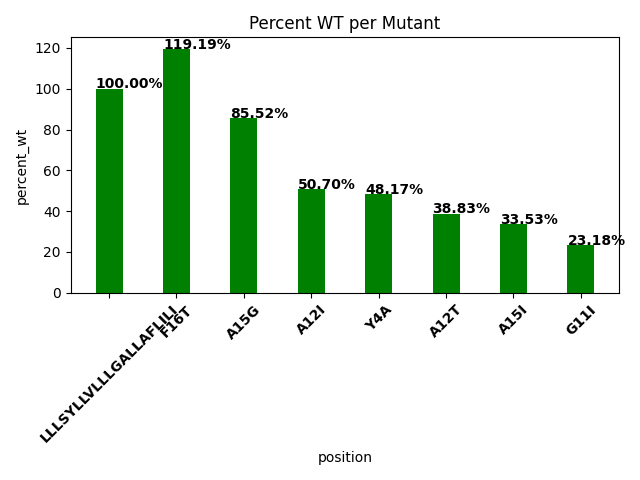 Percent WT per Mutant
percent_wt
120
100
80
60
40
20
0
100.00%
119.19%
85.52%
50.70%
48.17%
38.83%
33.53%
23.18%
LLLSYLLVLLLGALLAFLILI
F16T
A15G
A12I
Y4A
A12T
A15I
G11I
position